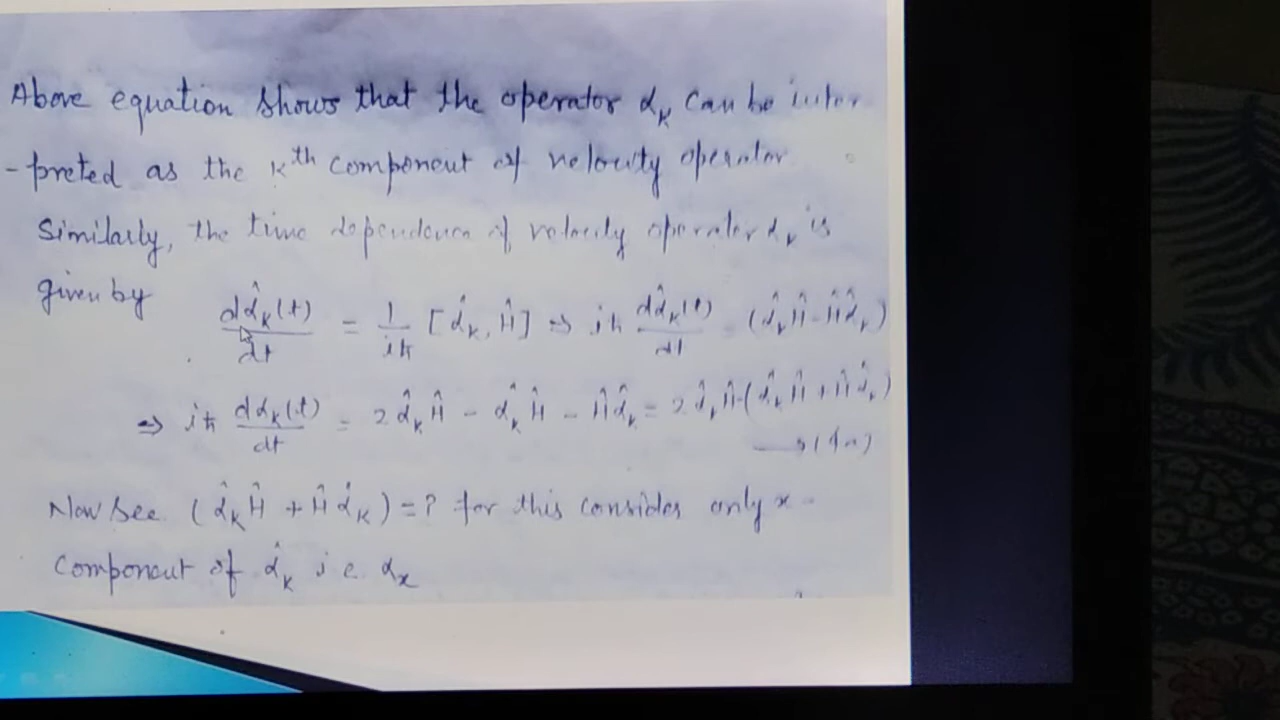 Above equation shows that the operator α_k can be inter
-preted as the kᵗʰ component of velocity operator
Similarly, the time dependence of velocity operator α_k is
given by dα̂_k(t)/dt = 1/iħ [α̂_k, Ĥ] ⇒ iħ dα̂_k(t)/dt = (α̂_kĤ - Ĥα̂_k)
⇒ iħ dα_k(t)/dt = 2α̂_kĤ - α̂_kĤ - Ĥα̂_k = 2α̂_kĤ - (α̂_kĤ + Ĥα̂_k)
Now see (α̂_kĤ + Ĥα̂_k) = ? for this consider only x -
component of α̂_k i.e α_x